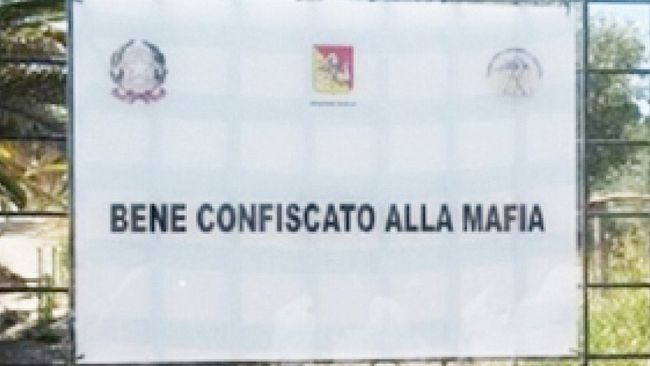 BENE CONFISCATO ALLA MAFIA